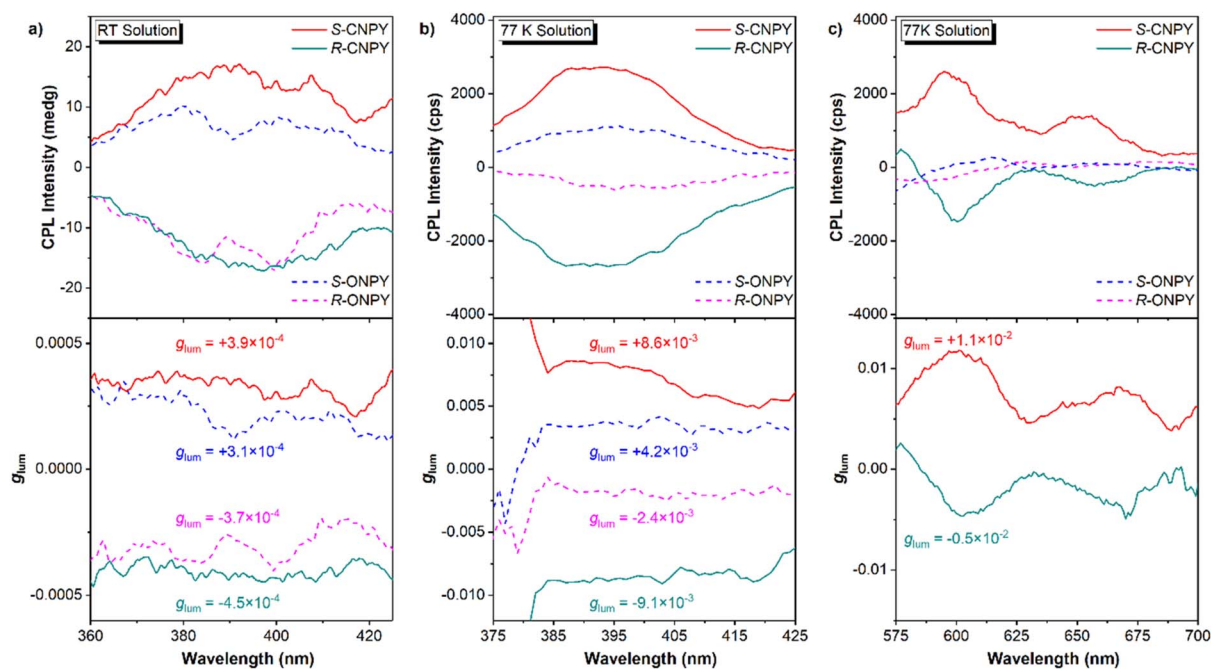 a)
RT Solution
S-CNPY
R-CNPY
CPL Intensity (medg)
20
10
0
-10
-20
S-ONPY
R-ONPY
g_lum
0.0005
0.0000
-0.0005
g_lum = +3.9×10⁻⁴
g_lum = +3.1×10⁻⁴
g_lum = -3.7×10⁻⁴
g_lum = -4.5×10⁻⁴
360 380 400 420
Wavelength (nm)
b)
77 K Solution
S-CNPY
R-CNPY
CPL Intensity (cps)
4000
2000
0
-2000
-4000
S-ONPY
R-ONPY
g_lum = +8.6×10⁻³
g_lum = +4.2×10⁻³
g_lum = -2.4×10⁻³
g_lum = -9.1×10⁻³
0.010
0.005
0.000
-0.005
-0.010
375 385 395 405 415 425
Wavelength (nm)
c)
77K Solution
S-CNPY
R-CNPY
CPL Intensity (cps)
4000
2000
0
-2000
-4000
S-ONPY
R-ONPY
g_lum = +1.1×10⁻²
g_lum = -0.5×10⁻²
0.01
0.00
-0.01
575 600 625 650 675 700
Wavelength (nm)